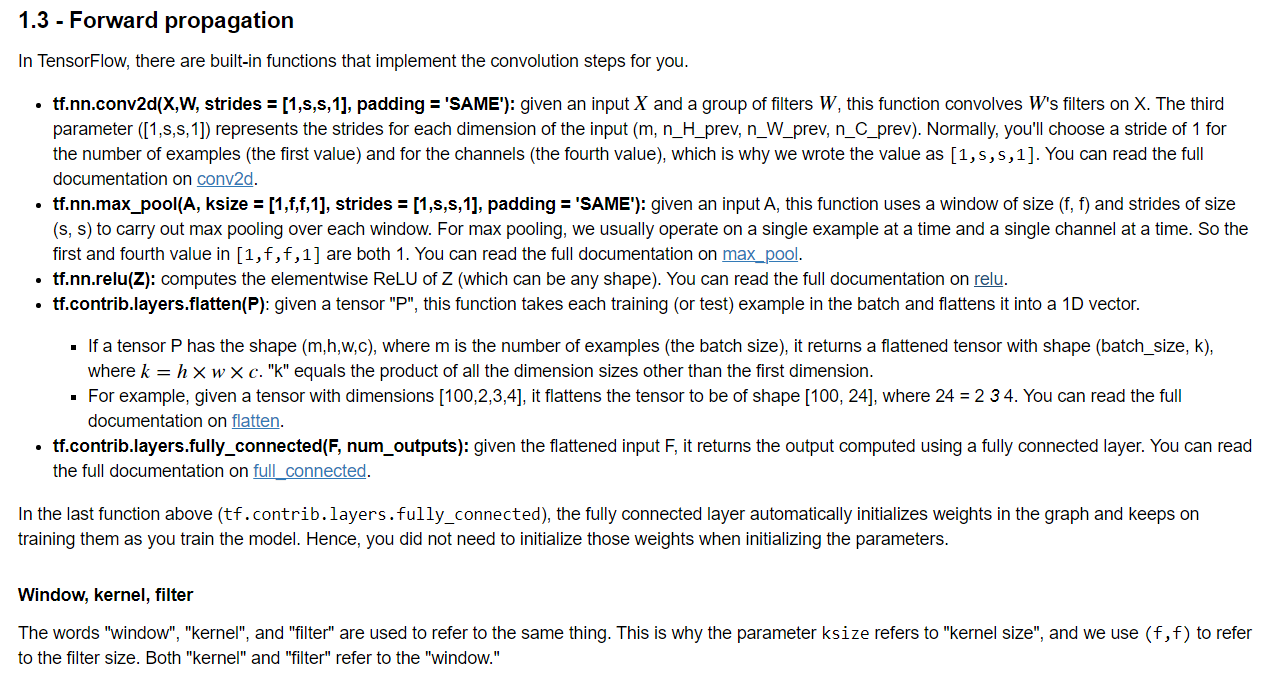 1.3 - Forward propagation
In TensorFlow, there are built-in functions that implement the convolution steps for you.
• tf.nn.conv2d(X,W, strides = [1,s,s,1], padding = 'SAME'): given an input X and a group of filters W, this function convolves W's filters on X. The third
parameter ([1,s,s,1]) represents the strides for each dimension of the input (m, n_H_prev, n_W_prev, n_C_prev). Normally, you'll choose a stride of 1 for
the number of examples (the first value) and for the channels (the fourth value), which is why we wrote the value as [1,s,s,1]. You can read the full
documentation on conv2d.
• tf.nn.max_pool(A, ksize = [1,f,f,1], strides = [1,s,s,1], padding = 'SAME'): given an input A, this function uses a window of size (f, f) and strides of size
(s, s) to carry out max pooling over each window. For max pooling, we usually operate on a single example at a time and a single channel at a time. So the
first and fourth value in [1,f,f,1] are both 1. You can read the full documentation on max_pool.
• tf.nn.relu(Z): computes the elementwise ReLU of Z (which can be any shape). You can read the full documentation on relu.
• tf.contrib.layers.flatten(P): given a tensor "P", this function takes each training (or test) example in the batch and flattens it into a 1D vector.
▪ If a tensor P has the shape (m,h,w,c), where m is the number of examples (the batch size), it returns a flattened tensor with shape (batch_size, k),
where k = h × w × c. "k" equals the product of all the dimension sizes other than the first dimension.
▪ For example, given a tensor with dimensions [100,2,3,4], it flattens the tensor to be of shape [100, 24], where 24 = 2 3 4. You can read the full
documentation on flatten.
• tf.contrib.layers.fully_connected(F, num_outputs): given the flattened input F, it returns the output computed using a fully connected layer. You can read
the full documentation on full_connected.
In the last function above (tf.contrib.layers.fully_connected), the fully connected layer automatically initializes weights in the graph and keeps on
training them as you train the model. Hence, you did not need to initialize those weights when initializing the parameters.
Window, kernel, filter
The words "window", "kernel", and "filter" are used to refer to the same thing. This is why the parameter ksize refers to "kernel size", and we use (f,f) to refer
to the filter size. Both "kernel" and "filter" refer to the "window."